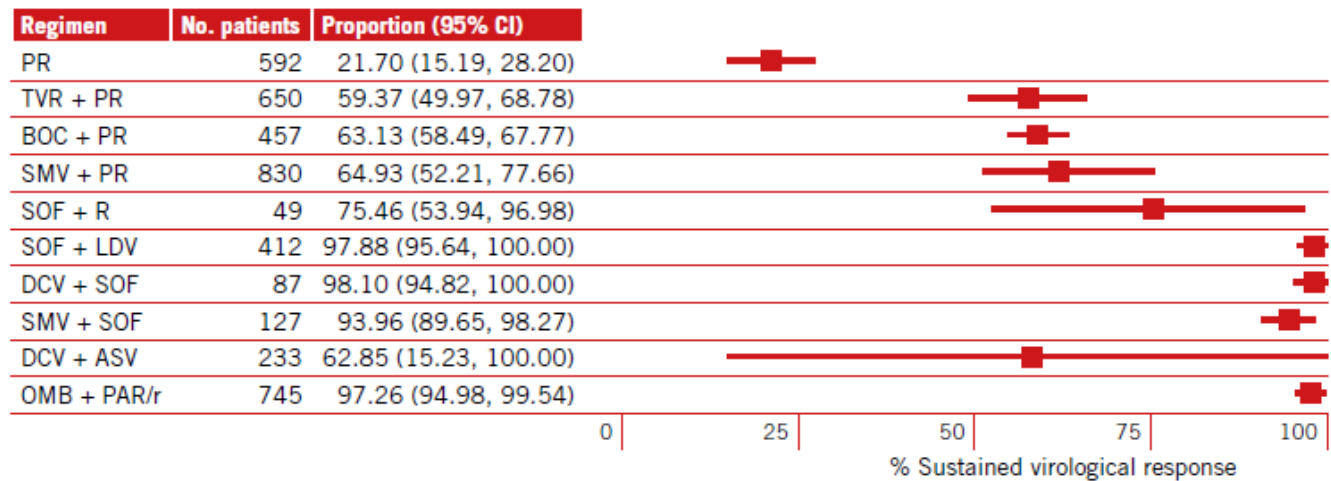 Regimen No. patients Proportion (95% CI)
PR 592 21.70 (15.19, 28.20)
TVR + PR 650 59.37 (49.97, 68.78)
BOC + PR 457 63.13 (58.49, 67.77)
SMV + PR 830 64.93 (52.21, 77.66)
SOF + R 49 75.46 (53.94, 96.98)
SOF + LDV 412 97.88 (95.64, 100.00)
DCV + SOF 87 98.10 (94.82, 100.00)
SMV + SOF 127 93.96 (89.65, 98.27)
DCV + ASV 233 62.85 (15.23, 100.00)
OMB + PAR/r 745 97.26 (94.98, 99.54)
0 25 50 75 100
% Sustained virological response